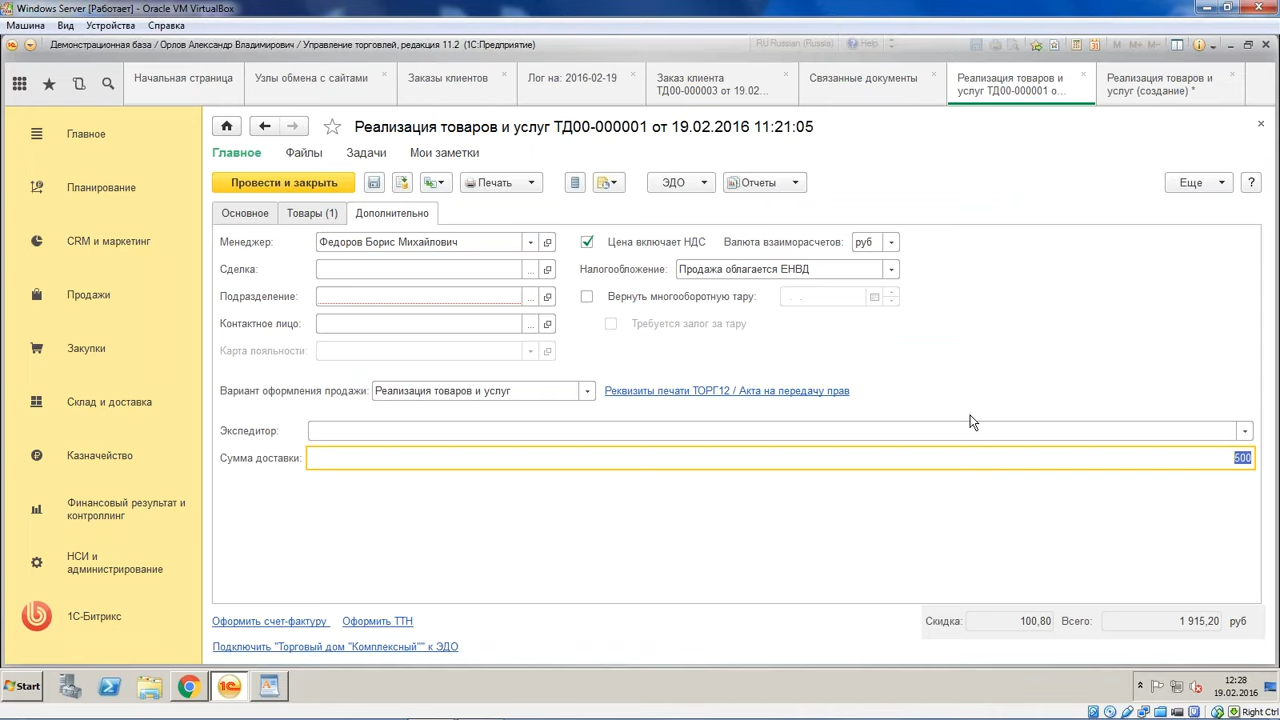 Windows Server [Работает] - Oracle VM VirtualBox
Машина Вид Устройства Справка
Демонстрационная база / Орлов Александр Владимирович / Управление торговлей, редакция 11.2 (1С:Предприятие)
RU Russian (Russia) Help
M M+ M-
Начальная страница
Узлы обмена с сайтами
Заказы клиентов
Лог на: 2016-02-19
Заказ клиента
ТД00-000003 от 19.02...
Связанные документы
Реализация товаров и
услуг ТД00-000001 о...
Реализация товаров и
услуг (создание) *
Главное
Планирование
CRM и маркетинг
Продажи
Закупки
Склад и доставка
Казначейство
Финансовый результат и
контроллинг
НСИ и
администрирование
1С-Битрикс
Реализация товаров и услуг ТД00-000001 от 19.02.2016 11:21:05
Главное Файлы Задачи Мои заметки
Провести и закрыть Печать ЭДО Отчеты Еще ?
Основное Товары (1) Дополнительно
Менеджер: Федоров Борис Михайлович Цена включает НДС Валюта взаиморасчетов: руб
Сделка: Налогообложение: Продажа облагается ЕНВД
Подразделение: Вернуть многооборотную тару: . .
Контактное лицо: Требуется залог за тару
Карта лояльности:
Вариант оформления продажи: Реализация товаров и услуг Реквизиты печати ТОРГ12 / Акта на передачу прав
Экспедитор:
Сумма доставки: 500
Оформить счет-фактуру Оформить ТТН Скидка: 100,80 Всего: 1 915,20 руб
Подключить "Торговый дом "Комплексный"" к ЭДО
Start
12:28
19.02.2016
Right Ctrl